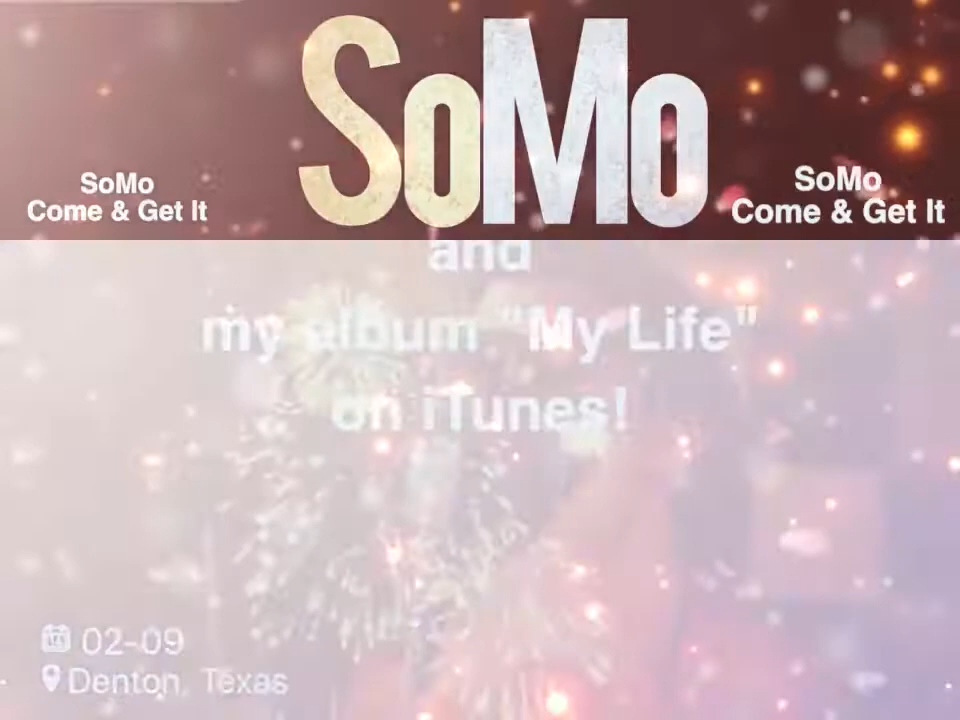 SoMo
SoMo
Come & Get It
SoMo
Come & Get It
and
my album "My Life"
on iTunes!
02-09
Denton, Texas